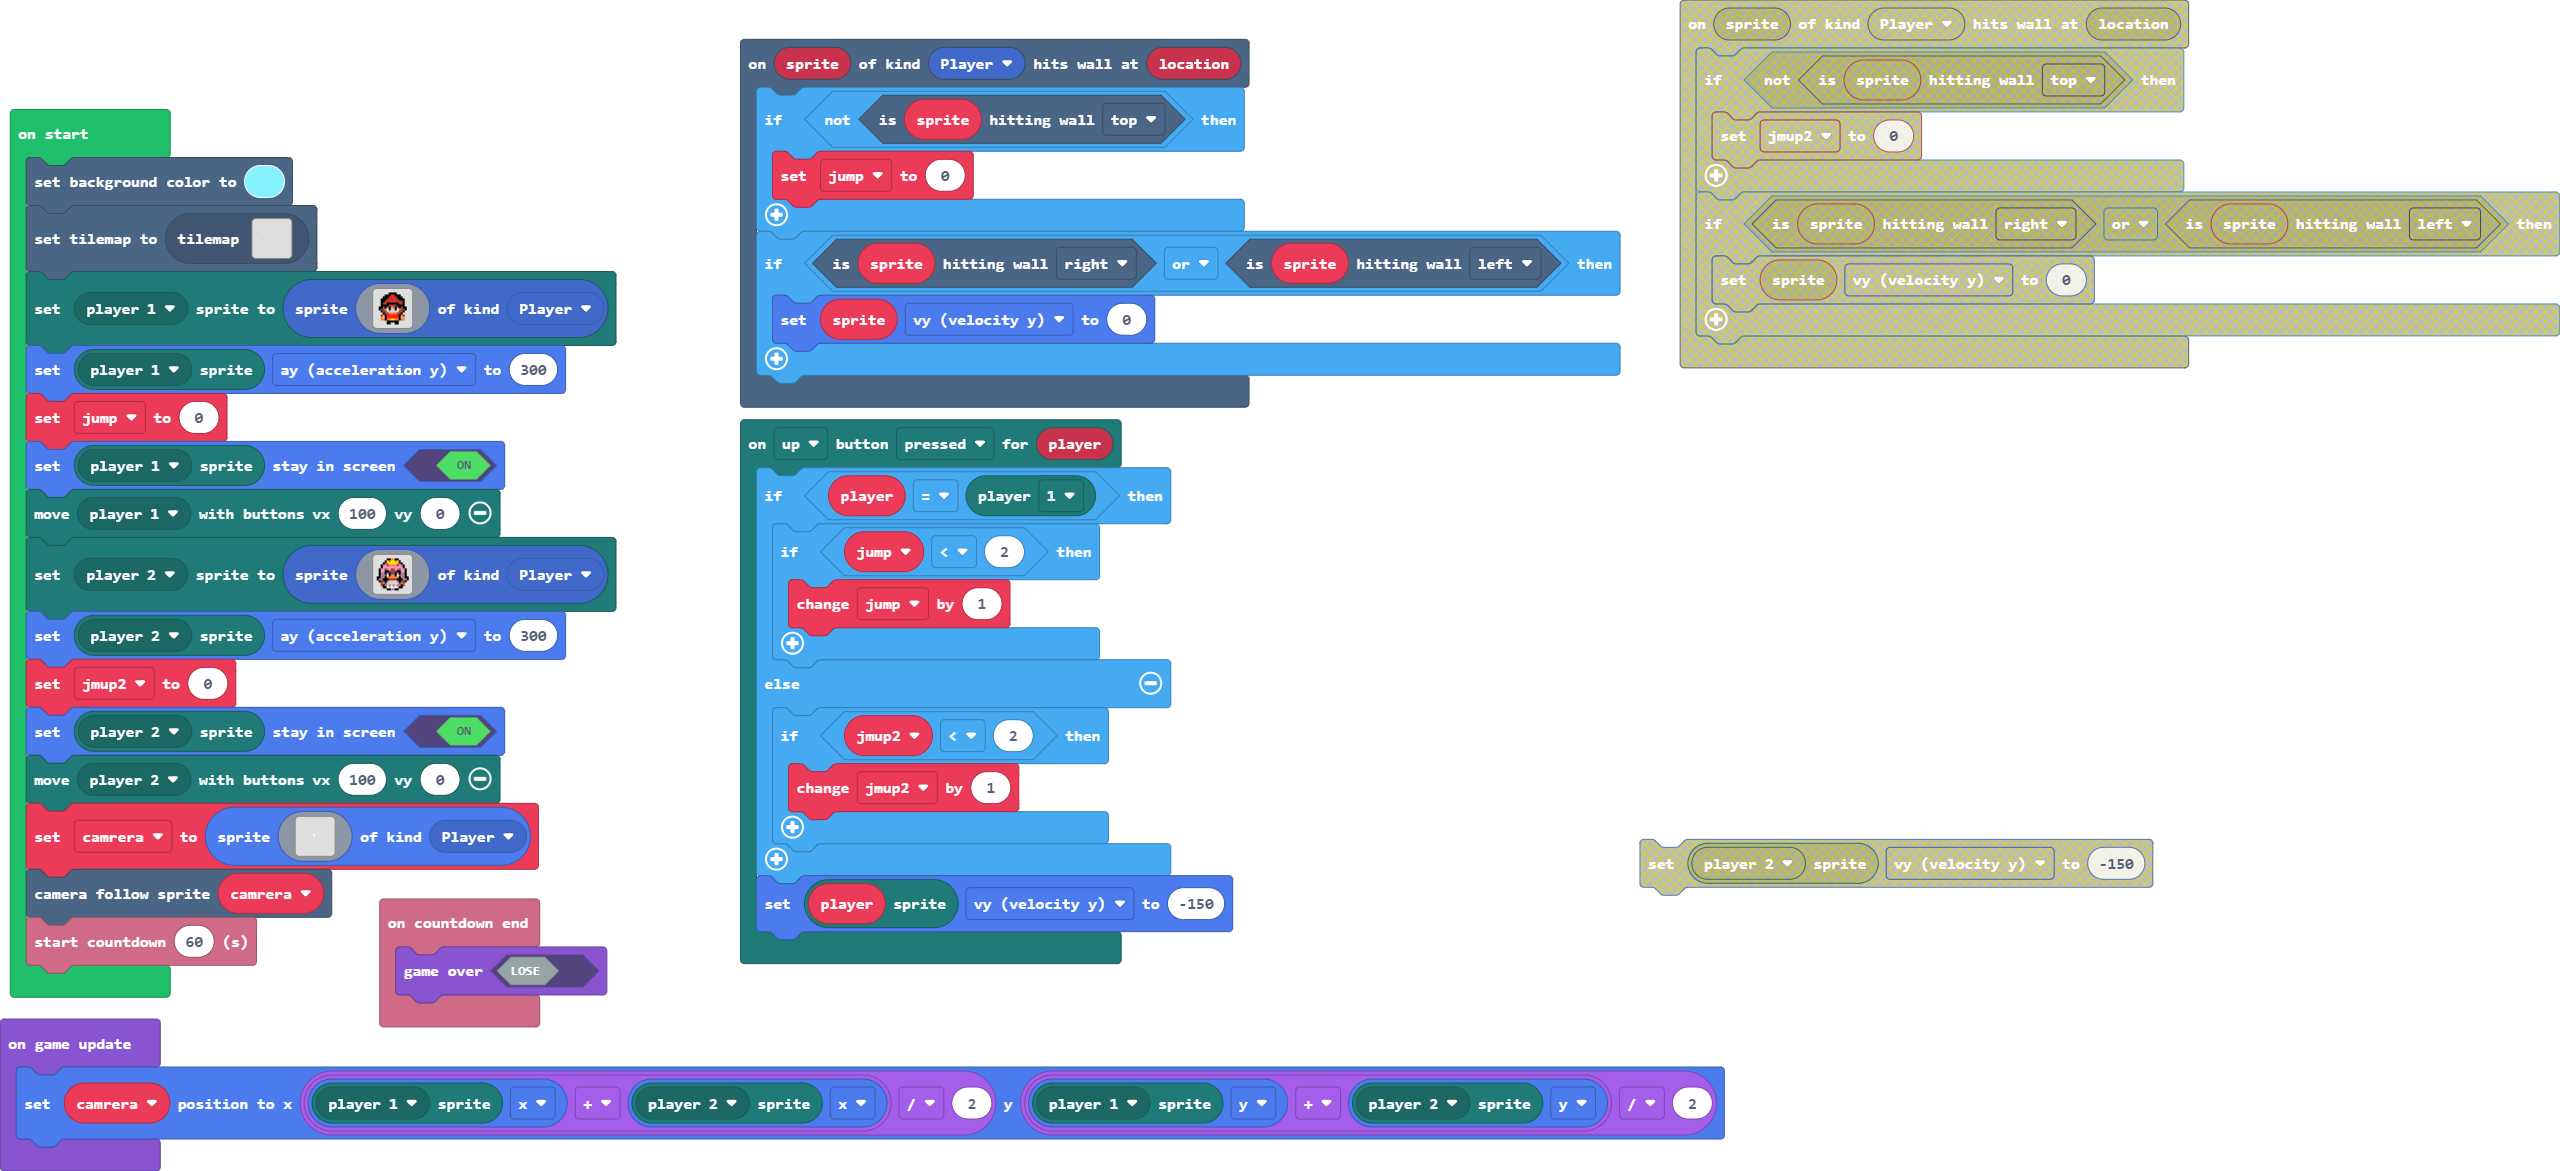 on start
set background color to
set tilemap to tilemap
set player 1 sprite to sprite of kind Player
set player 1 sprite ay (acceleration y) to 300
set jump to 0
set player 1 sprite stay in screen ON
move player 1 with buttons vx 100 vy 0
set player 2 sprite to sprite of kind Player
set player 2 sprite ay (acceleration y) to 300
set jmup2 to 0
set player 2 sprite stay in screen ON
move player 2 with buttons vx 100 vy 0
set camrera to sprite of kind Player
camera follow sprite camrera
start countdown 60 (s)
on countdown end
game over LOSE
on sprite of kind Player hits wall at location
if not is sprite hitting wall top then
set jump to 0
if is sprite hitting wall right or is sprite hitting wall left then
set sprite vy (velocity y) to 0
on up button pressed for player
if player = player 1 then
if jump < 2 then
change jump by 1
else
if jmup2 < 2 then
change jmup2 by 1
set player sprite vy (velocity y) to -150
on sprite of kind Player hits wall at location
if not is sprite hitting wall top then
set jmup2 to 0
if is sprite hitting wall right or is sprite hitting wall left then
set sprite vy (velocity y) to 0
set player 2 sprite vy (velocity y) to -150
on game update
set camrera position to x player 1 sprite x + player 2 sprite x / 2 y player 1 sprite y + player 2 sprite y / 2